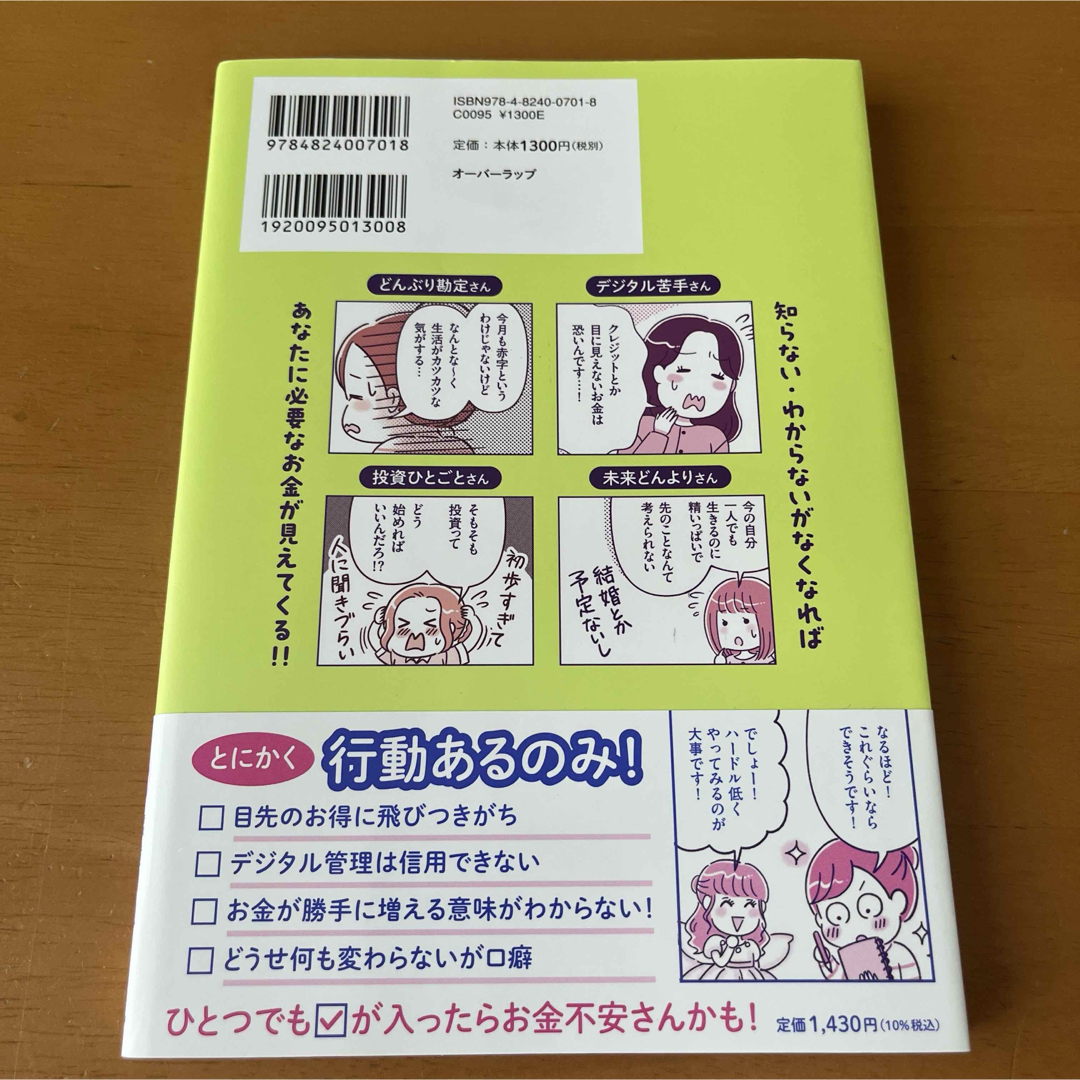 9784824007018
1920095013008
ISBN978-4-8240-0701-8
C0095 ¥1300E
定価：本体1300円（税別）
オーバーラップ
知らない・わからないがなくなれば
あなたに必要なお金が見えてくる!!
デジタル苦手さん
クレジットとか
目に見えないお金は
恐いんです…!
どんぶり勘定さん
今月も赤字という
わけじゃないけど
なんとなーく
生活がカツカツな
気がする…
未来どんよりさん
今の自分
一人でも
生きるのに
精いっぱいで
先のことなんて
考えられない
結婚とか
予定ないし
投資ひとごとさん
そもそも
投資って
どう
始めれば
いいんだろ!?
初歩すぎて
人に聞きづらい
とにかく
行動あるのみ!
目先のお得に飛びつきがち
デジタル管理は信用できない
お金が勝手に増える意味がわからない!
どうせ何も変わらないが口癖
ひとつでも☑が入ったらお金不安さんかも!
なるほど!
これぐらいなら
できそうです!
でしょー!
ハードル低く
やってみるのが
大事です!
定価1,430円（10%税込）